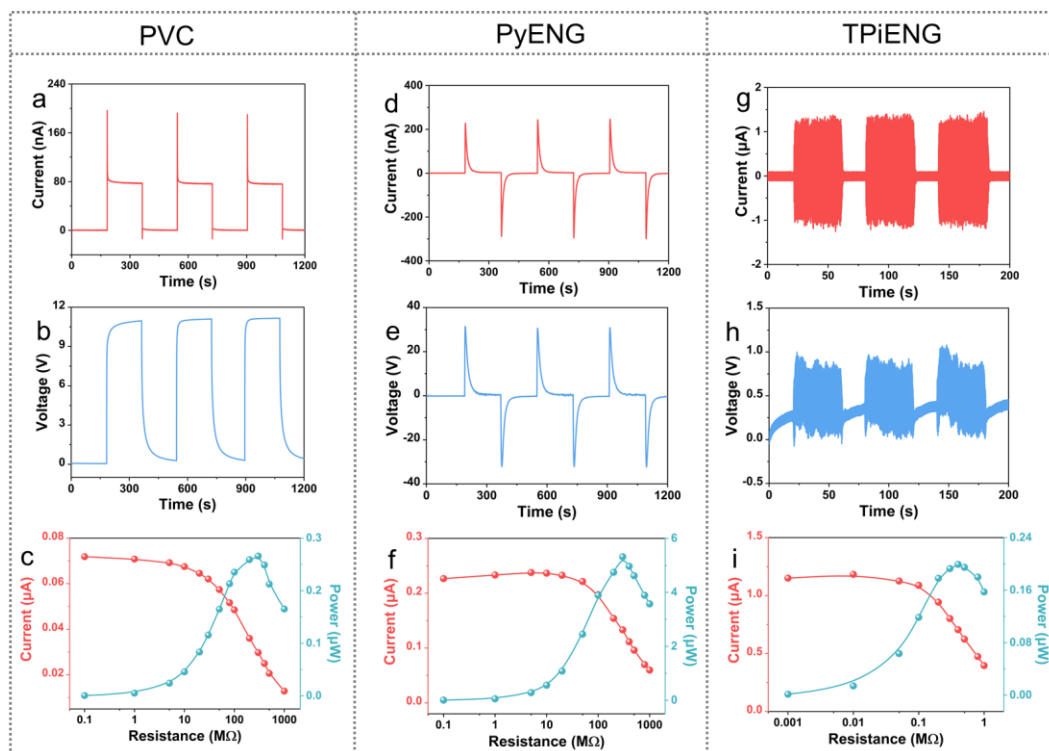 PVC
PyENG
TPiENG
a
Current (nA)
240
160
80
0
0 300 600 900 1200
Time (s)
d
Current (nA)
400
200
0
-200
-400
0 300 600 900 1200
Time (s)
g
Current (µA)
2
1
0
-1
-2
0 50 100 150 200
Time (s)
b
Voltage (V)
12
9
6
3
0
0 300 600 900 1200
Time (s)
e
Voltage (V)
40
20
0
-20
-40
0 300 600 900 1200
Time (s)
h
Voltage (V)
1.5
1.0
0.5
0.0
-0.5
0 50 100 150 200
Time (s)
c
Current (µA)
0.08
0.06
0.04
0.02
0.3
0.2
0.1
0.0
Power (µW)
0.1 1 10 100 1000
Resistance (MΩ)
f
Current (µA)
0.3
0.2
0.1
0.0
6
4
2
0
Power (µW)
0.1 1 10 100 1000
Resistance (MΩ)
i
Current (µA)
1.5
1.0
0.5
0.0
0.24
0.16
0.08
0.00
Power (µW)
0.001 0.01 0.1 1
Resistance (MΩ)